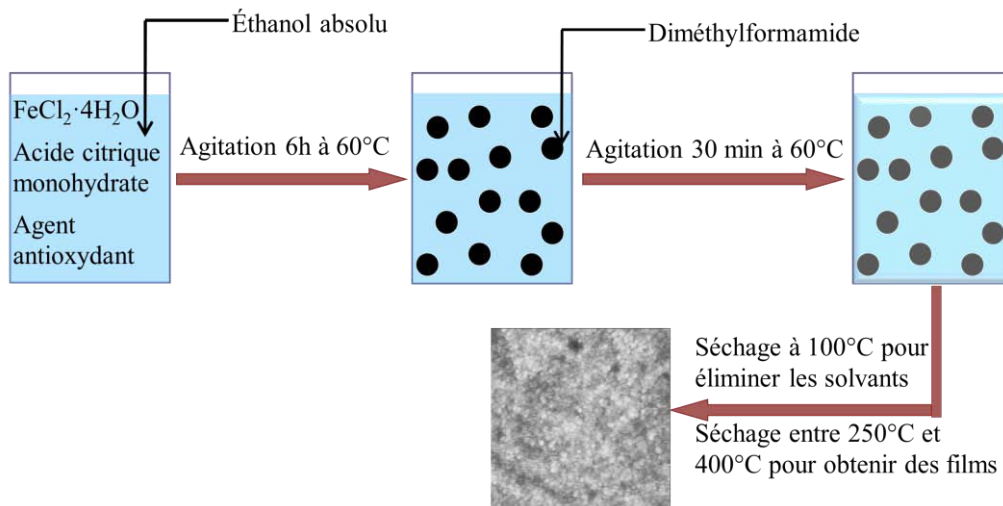 Éthanol absolu
Diméthylformamide
FeCl₂·4H₂O
Acide citrique
monohydrate
Agent
antioxydant
Agitation 6h à 60°C
Agitation 30 min à 60°C
Séchage à 100°C pour
éliminer les solvants
Séchage entre 250°C et
400°C pour obtenir des films